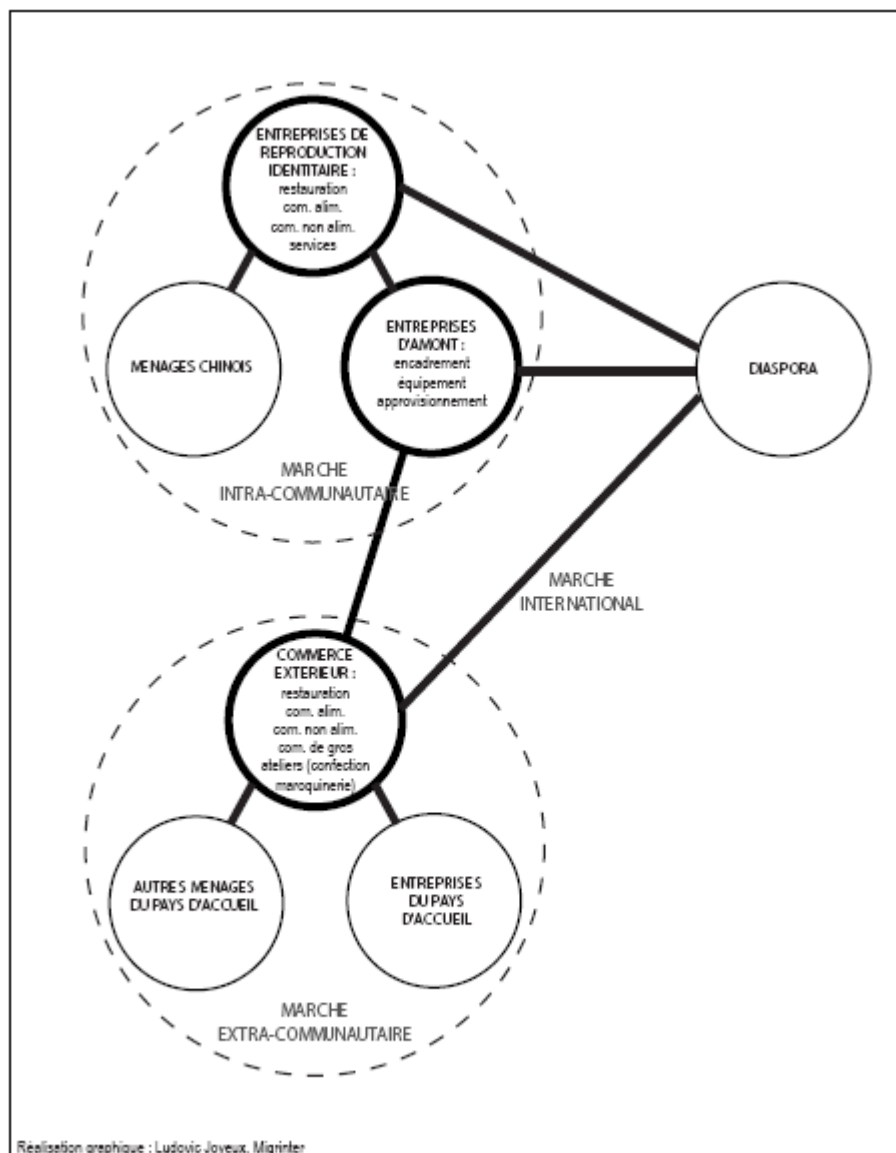 ENTREPRISES DE
REPRODUCTION
IDENTITAIRE :
restauration
com. alim.
com. non alim.
services
MENAGES CHINOIS
ENTREPRISES
D'AMONT :
encadrement
équipement
approvisionnement
DIASPORA
MARCHE
INTRA-COMMUNAUTAIRE
MARCHE
INTERNATIONAL
COMMERCE
EXTERIEUR :
restauration
com. alim.
com. non alim.
com. de gros
ateliers (confection
maroquinerie)
AUTRES MENAGES
DU PAYS D'ACCUEIL
ENTREPRISES
DU PAYS
D'ACCUEIL
MARCHE
EXTRA-COMMUNAUTAIRE
Réalisation graphique : Ludovic Joyeux, Migrinter